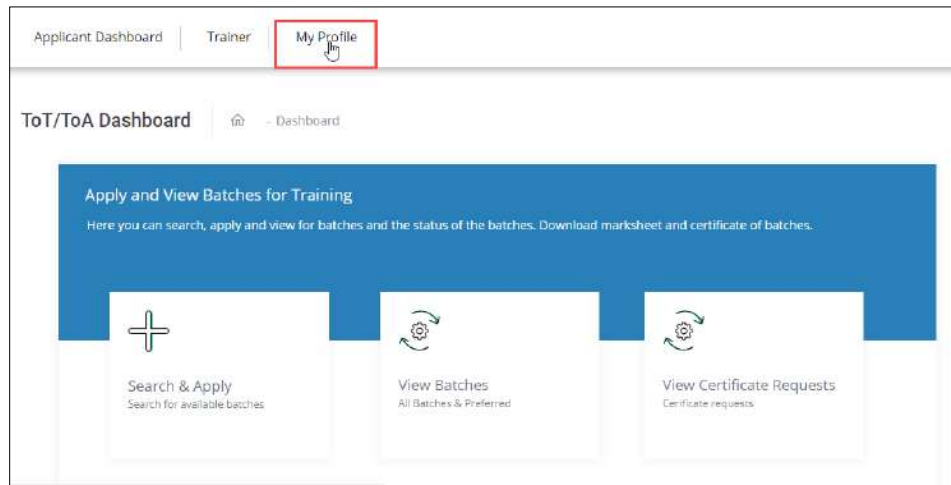 Applicant Dashboard Trainer My Profile
ToT/ToA Dashboard - Dashboard
Apply and View Batches for Training
Here you can search, apply and view for batches and the status of the batches. Download marksheet and certificate of batches.
Search & Apply
Search for available batches
View Batches
All Batches & Preferred
View Certificate Requests
Cerificate requests